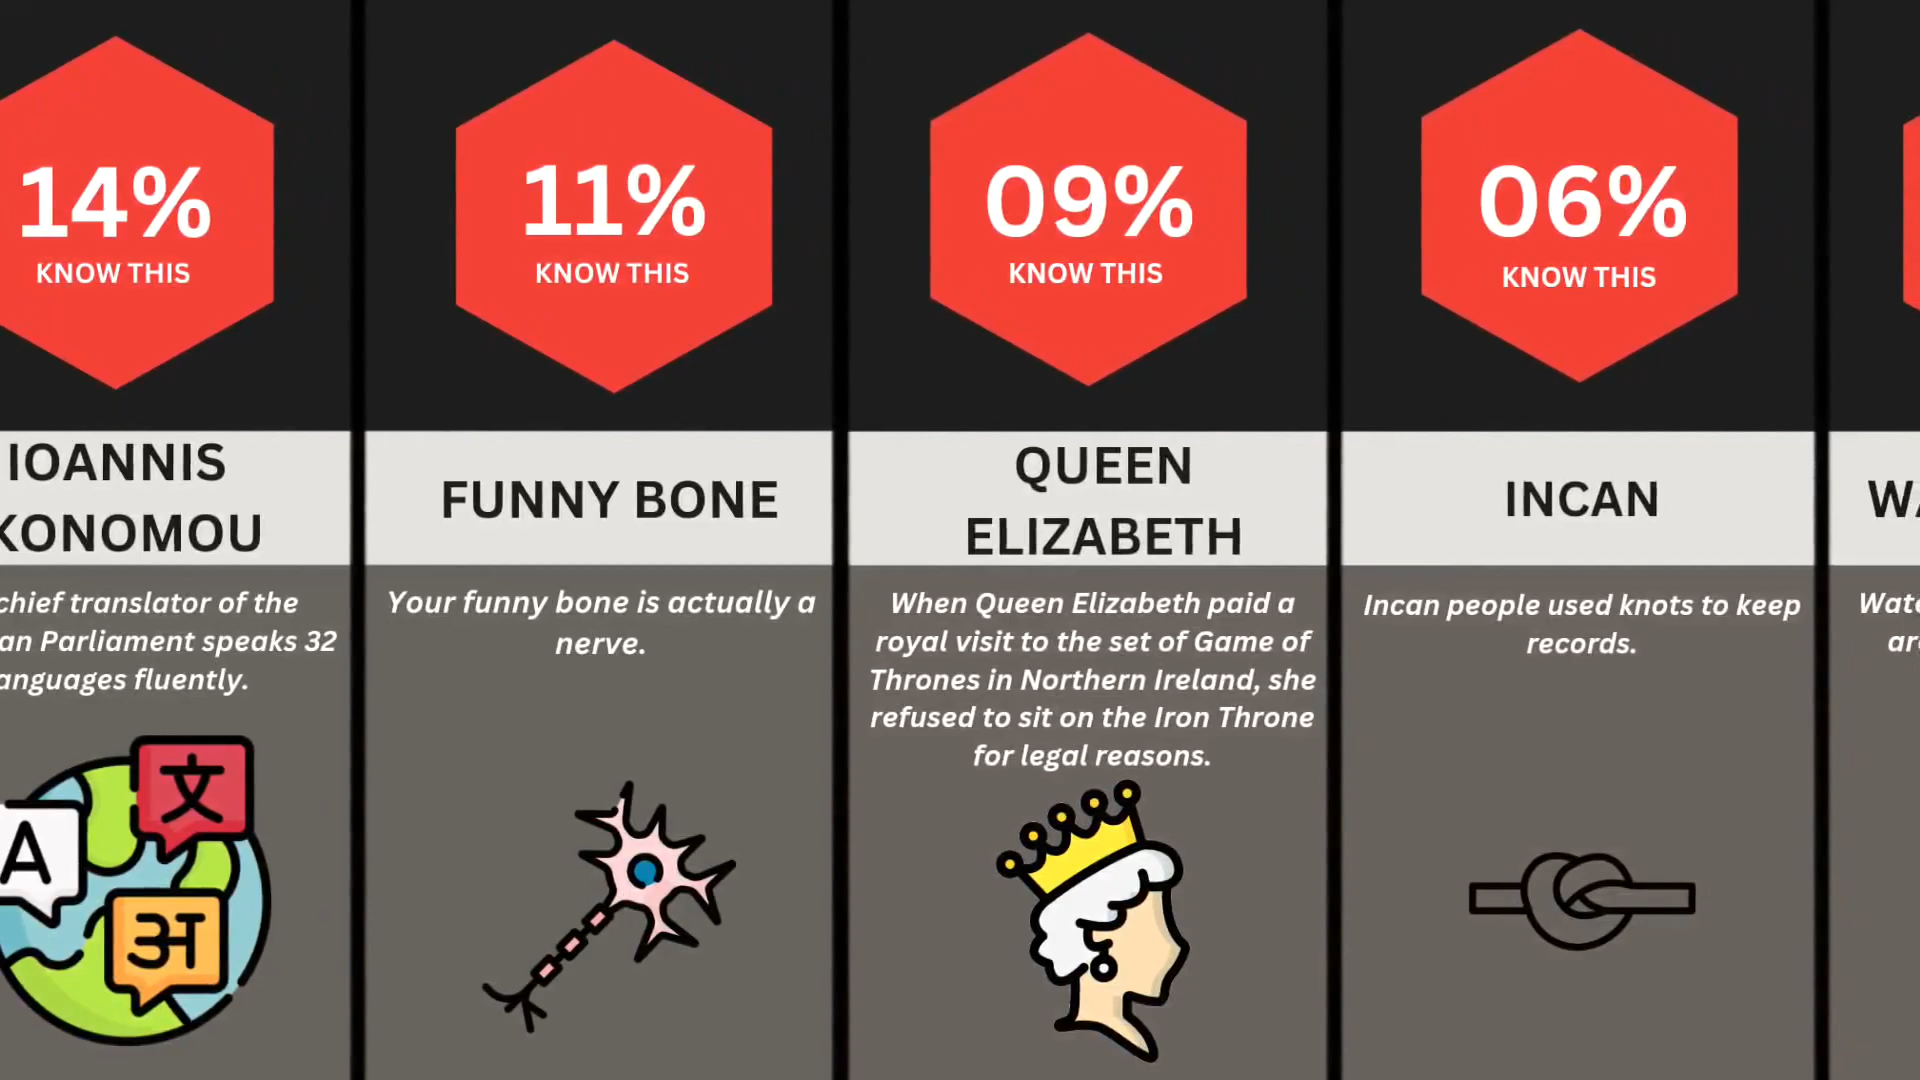 14%
KNOW THIS
IOANNIS
KONOMOU
chief translator of the
an Parliament speaks 32
anguages fluently.
A
文
अ
11%
KNOW THIS
FUNNY BONE
Your funny bone is actually a
nerve.
09%
KNOW THIS
QUEEN
ELIZABETH
When Queen Elizabeth paid a
royal visit to the set of Game of
Thrones in Northern Ireland, she
refused to sit on the Iron Throne
for legal reasons.
06%
KNOW THIS
INCAN
Incan people used knots to keep
records.